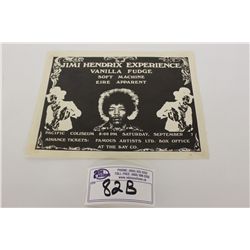 JIMI HENDRIX EXPERIENCE
VANILLA FUDGE
SOFT MACHINE
EIRE APPARENT
PACIFIC COLISEUM 8:00 PM SATURDAY, SEPTEMBER
ADVANCE TICKETS: FAMOUS ARTISTS LTD. BOX OFFICE
AT THE BAY CO.
82B